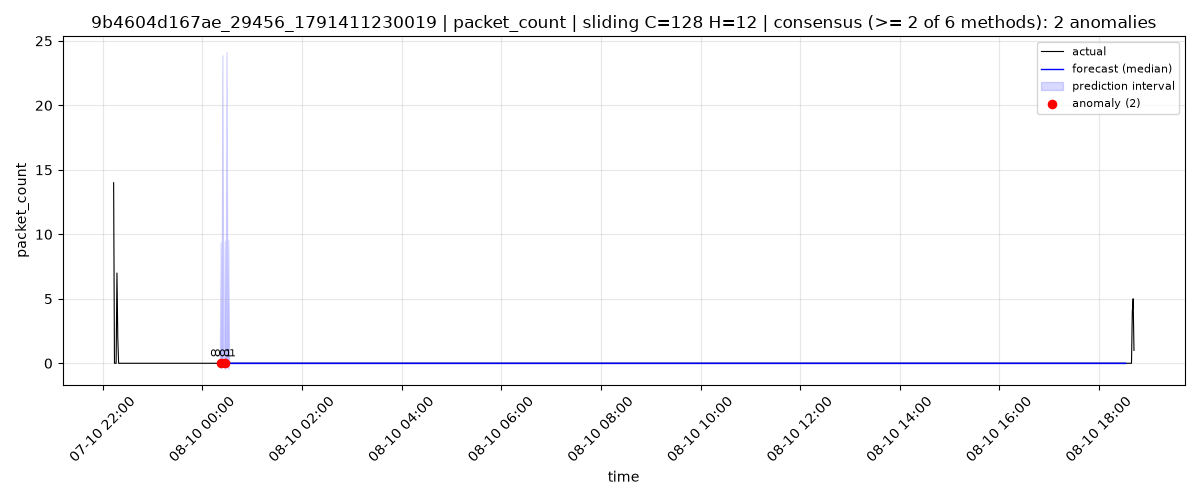 9b4604d167ae_29456_1791411230019 | packet_count | sliding C=128 H=12 | consensus (>= 2 of 6 methods): 2 anomalies
actual
forecast (median)
prediction interval
anomaly (2)
packet_count
25
20
15
10
5
0
07-10 22:00
08-10 00:00
08-10 02:00
08-10 04:00
08-10 06:00
08-10 08:00
08-10 10:00
08-10 12:00
08-10 14:00
08-10 16:00
08-10 18:00
time